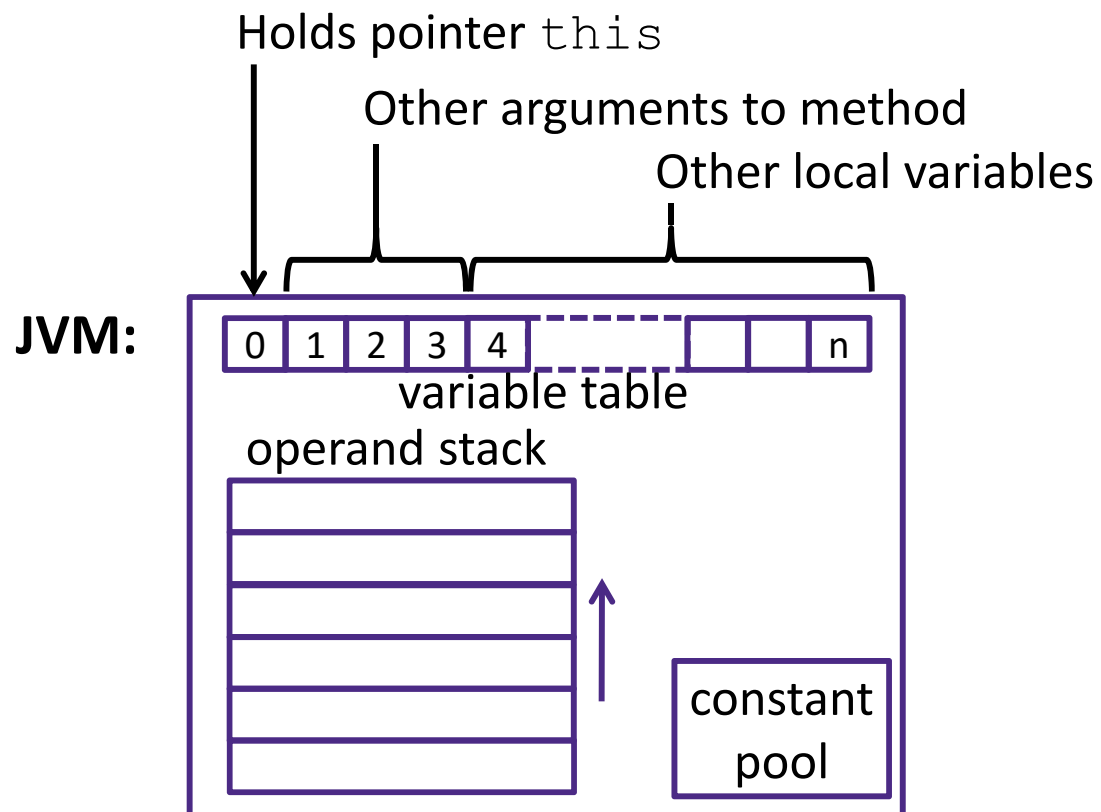 Holds pointer this
Other arguments to method
Other local variables
JVM:
0 1 2 3 4 n
variable table
operand stack
constant
pool